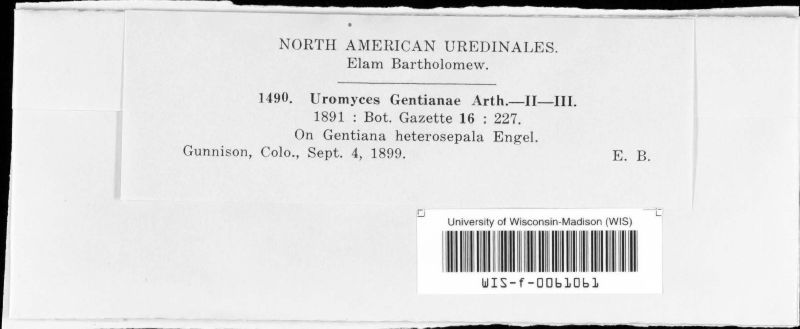 NORTH AMERICAN UREDINALES.
Elam Bartholomew.
1490. Uromyces Gentianae Arth.—II—III.
1891 : Bot. Gazette 16 : 227.
On Gentiana heterosepala Engel.
Gunnison, Colo., Sept. 4, 1899. E. B.
University of Wisconsin-Madison (WIS)
WIS-f-0061061